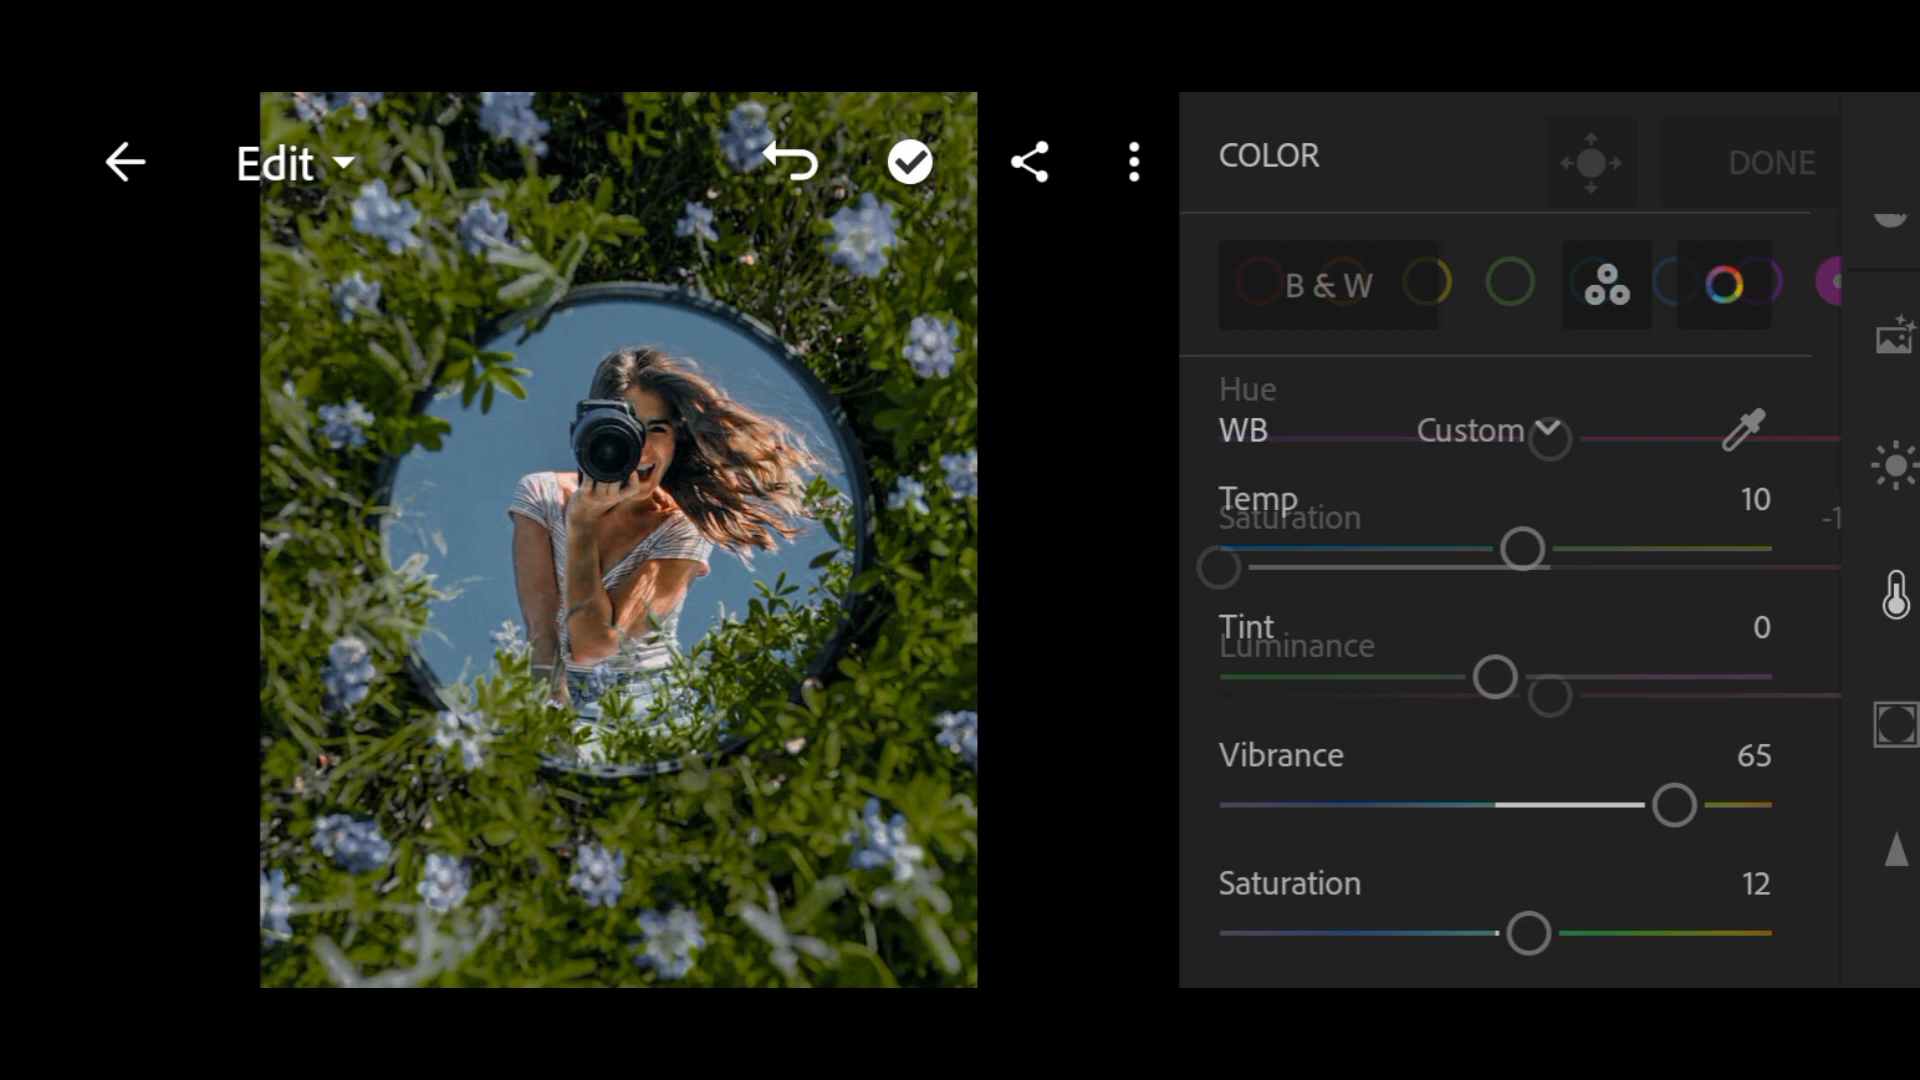 Edit
COLOR
DONE
B & W
Hue
WB Custom
Temp 10
Saturation -1
Tint 0
Luminance
Vibrance 65
Saturation 12